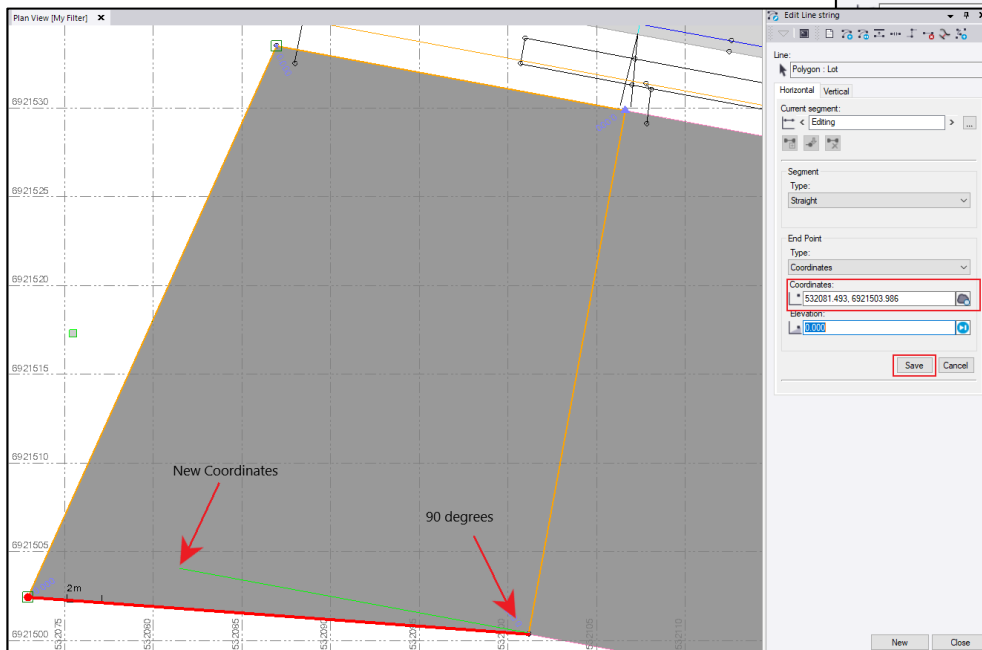 Plan View [My Filter]
Edit Line string
Line:
Polygon : Lot
Horizontal
Vertical
Current segment:
Editing
...
Segment
Type:
Straight
End Point
Type:
Coordinates
Coordinates:
532081.493, 6921503.986
Elevation:
0.000
Save
Cancel
New
Close
6921530
6921525
6921520
6921515
6921510
6921505
6921500
New Coordinates
90 degrees
2m
532075
532080
532085
532090
532095
532100
532105
532110